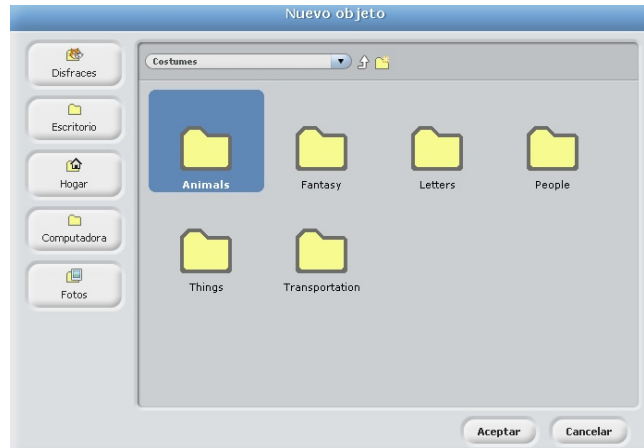 Nuevo objeto
Disfraces
Escritorio
Hogar
Computadora
Fotos
Costumes
Animals Fantasy Letters People
Things Transportation
Aceptar Cancelar